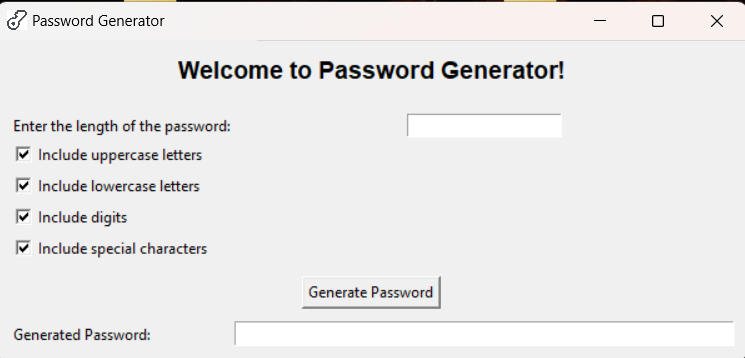 Password Generator
Welcome to Password Generator!
Enter the length of the password:
Include uppercase letters
Include lowercase letters
Include digits
Include special characters
Generate Password
Generated Password: